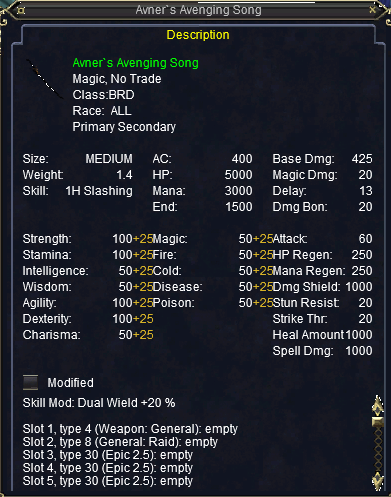 Avner`s Avenging Song
Description
Avner`s Avenging Song
Magic, No Trade
Class:BRD
Race: ALL
Primary Secondary
Size: MEDIUM AC: 400 Base Dmg: 425
Weight: 1.4 HP: 5000 Magic Dmg: 20
Skill: 1H Slashing Mana: 3000 Delay: 13
End: 1500 Dmg Bon: 20
Strength: 100+25 Magic: 50+25 Attack: 60
Stamina: 100+25 Fire: 50+25 HP Regen: 250
Intelligence: 50+25 Cold: 50+25 Mana Regen: 250
Wisdom: 50+25 Disease: 50+25 Dmg Shield: 1000
Agility: 100+25 Poison: 50+25 Stun Resist: 20
Dexterity: 100+25 Strike Thr: 20
Charisma: 50+25 Heal Amount 1000
Spell Dmg: 1000
Modified
Skill Mod: Dual Wield +20 %
Slot 1, type 4 (Weapon: General): empty
Slot 2, type 8 (General: Raid): empty
Slot 3, type 30 (Epic 2.5): empty
Slot 4, type 30 (Epic 2.5): empty
Slot 5, type 30 (Epic 2.5): empty